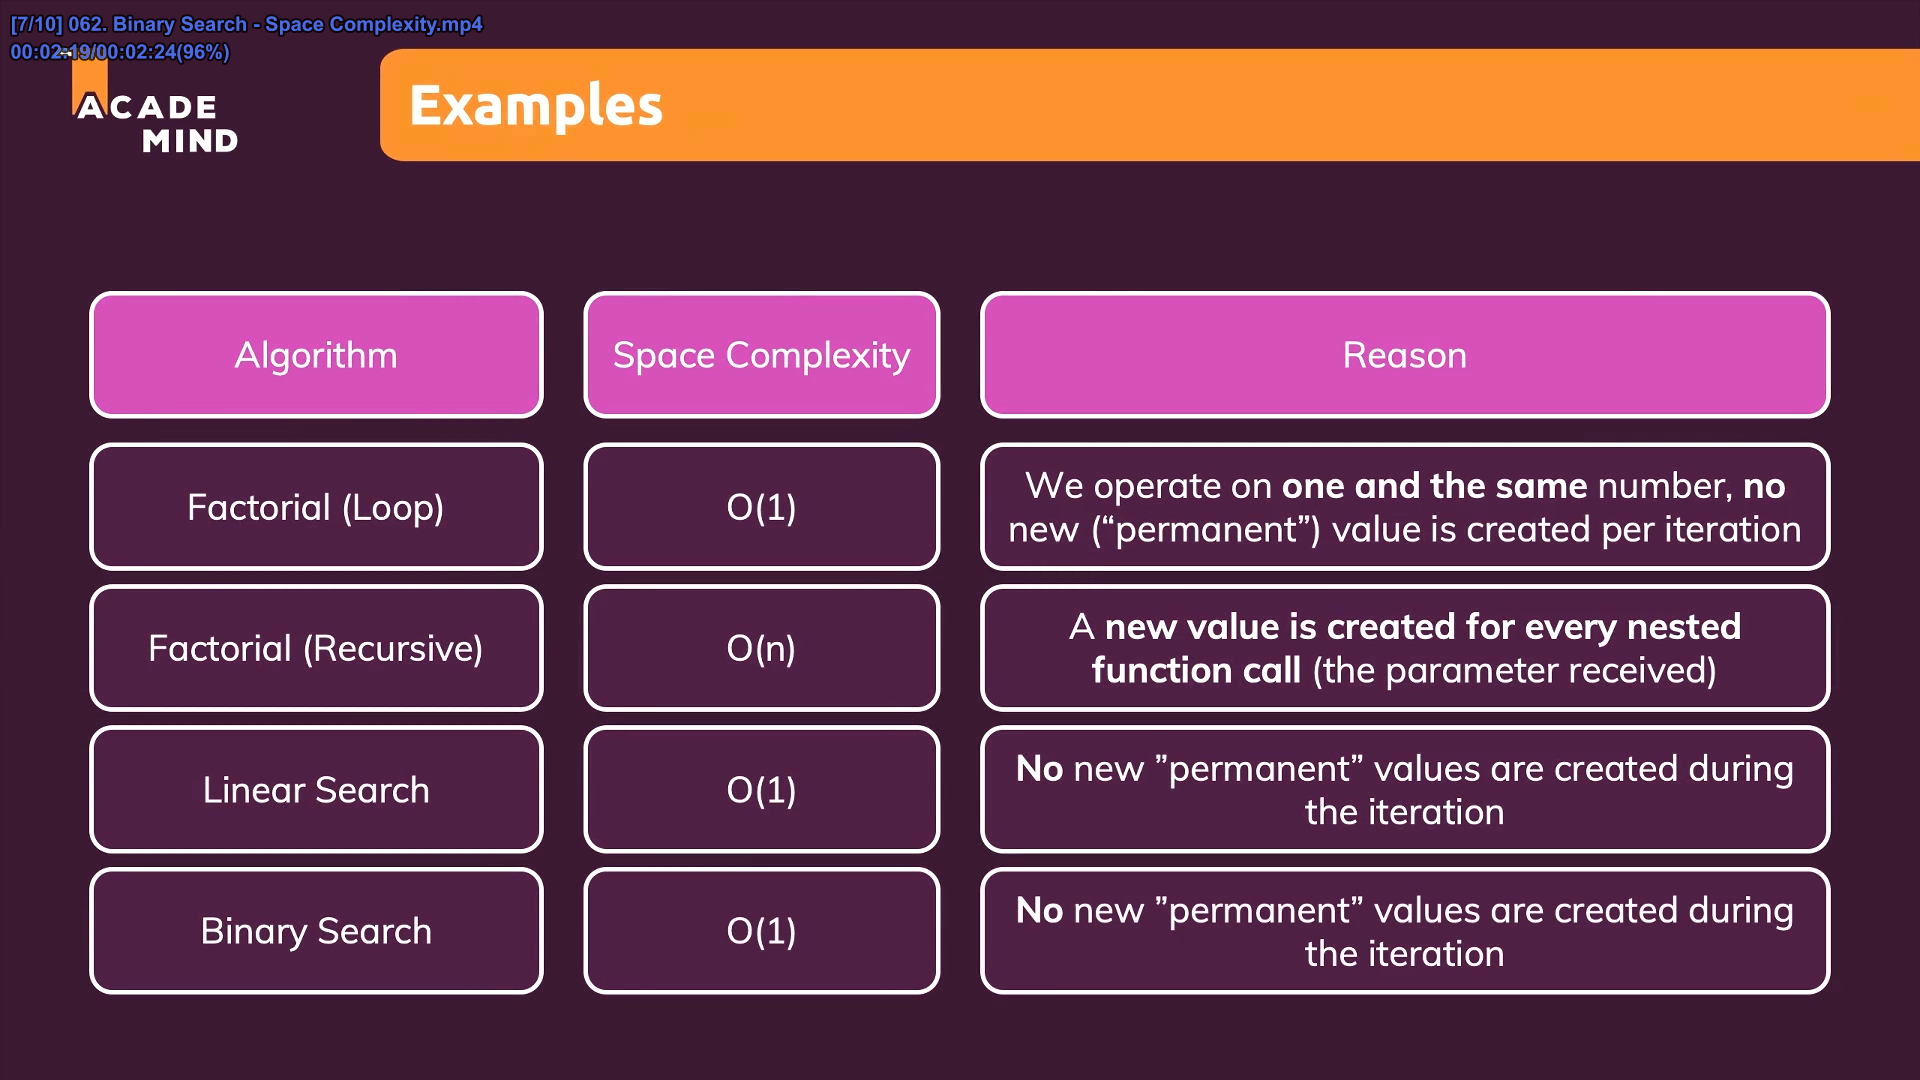 [7/10] 062. Binary Search - Space Complexity.mp4
00:02:19/00:02:24(96%)
ACADE
MIND
Examples
Algorithm
Space Complexity
Reason
Factorial (Loop)
O(1)
We operate on one and the same number, no
new (“permanent”) value is created per iteration
Factorial (Recursive)
O(n)
A new value is created for every nested
function call (the parameter received)
Linear Search
O(1)
No new ”permanent” values are created during
the iteration
Binary Search
O(1)
No new ”permanent” values are created during
the iteration